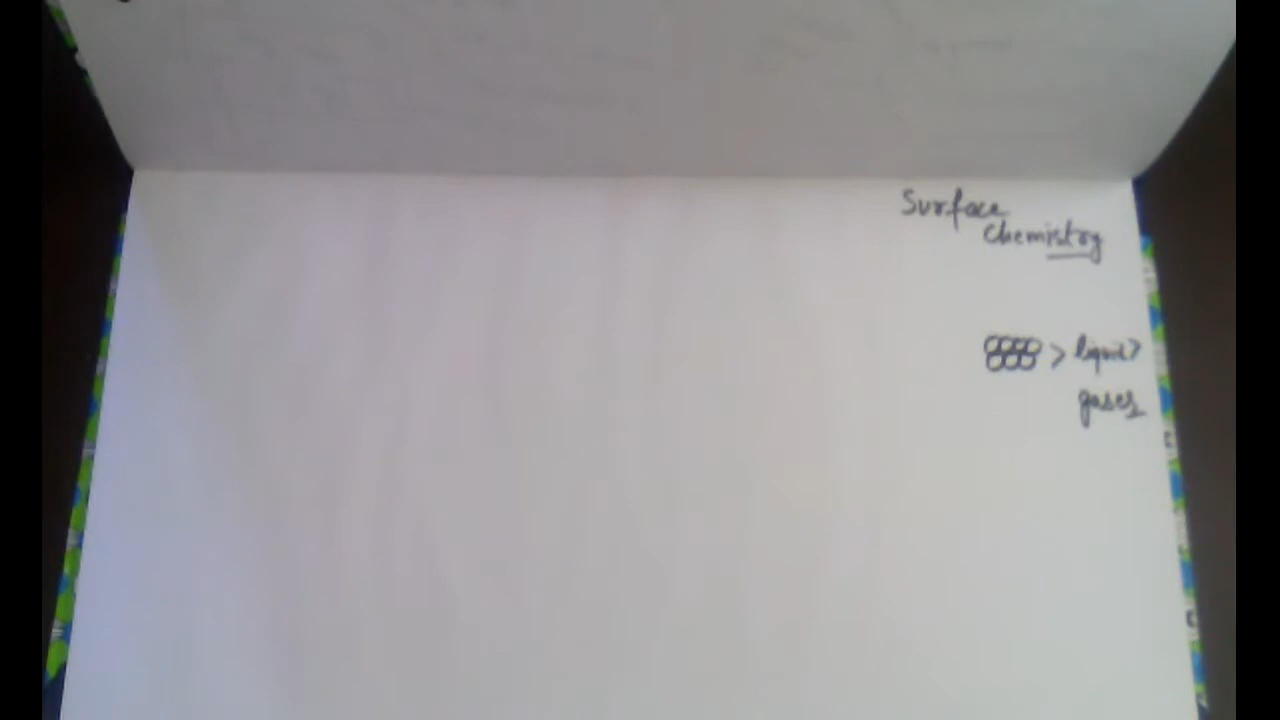 Surface
Chemistry
> liquid >
gases